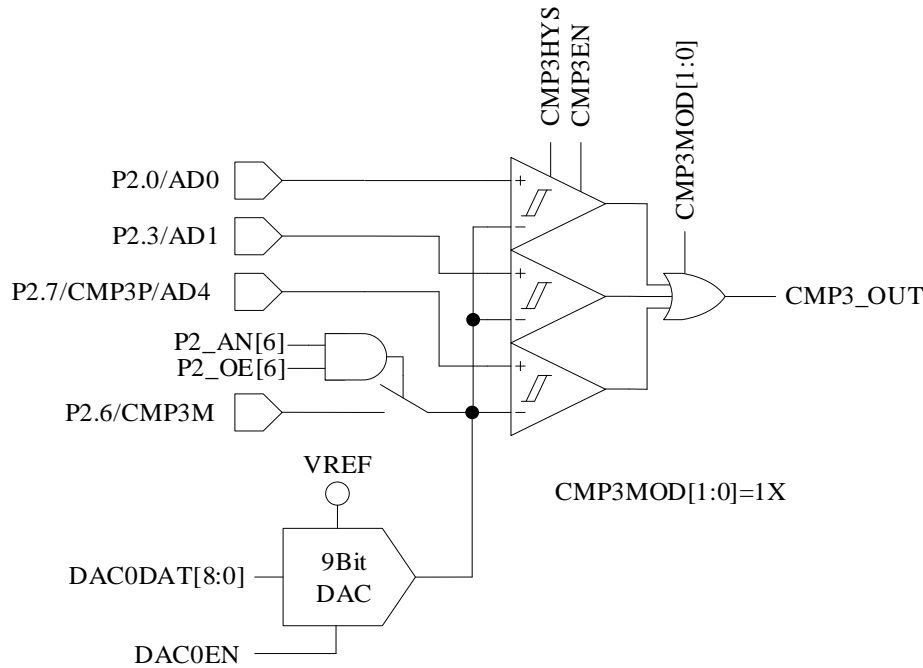 CMP3HYS
CMP3EN
CMP3MOD[1:0]
P2.0/AD0
+
-
P2.3/AD1
+
-
P2.7/CMP3P/AD4
CMP3_OUT
P2_AN[6]
P2_OE[6]
+
-
P2.6/CMP3M
VREF
CMP3MOD[1:0]=1X
9Bit
DAC
DAC0DAT[8:0]
DAC0EN